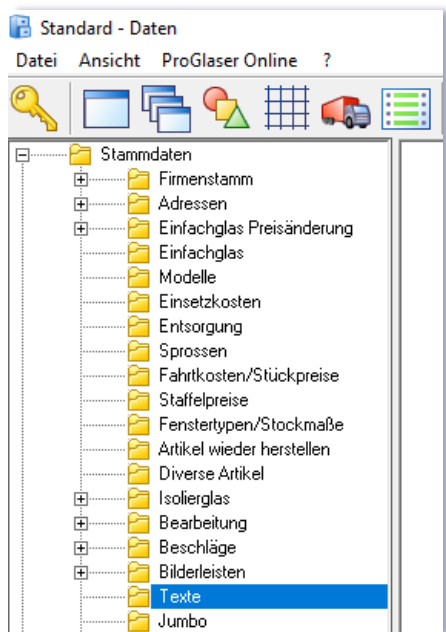 Standard - Daten
Datei Ansicht ProGlaser Online ?
Stammdaten
Firmenstamm
Adressen
Einfachglas Preisänderung
Einfachglas
Modelle
Einsetzkosten
Entsorgung
Sprossen
Fahrtkosten/Stückpreise
Staffelpreise
Fenstertypen/Stockmaße
Artikel wieder herstellen
Diverse Artikel
Isolierglas
Bearbeitung
Beschläge
Bilderleisten
Texte
Jumbo